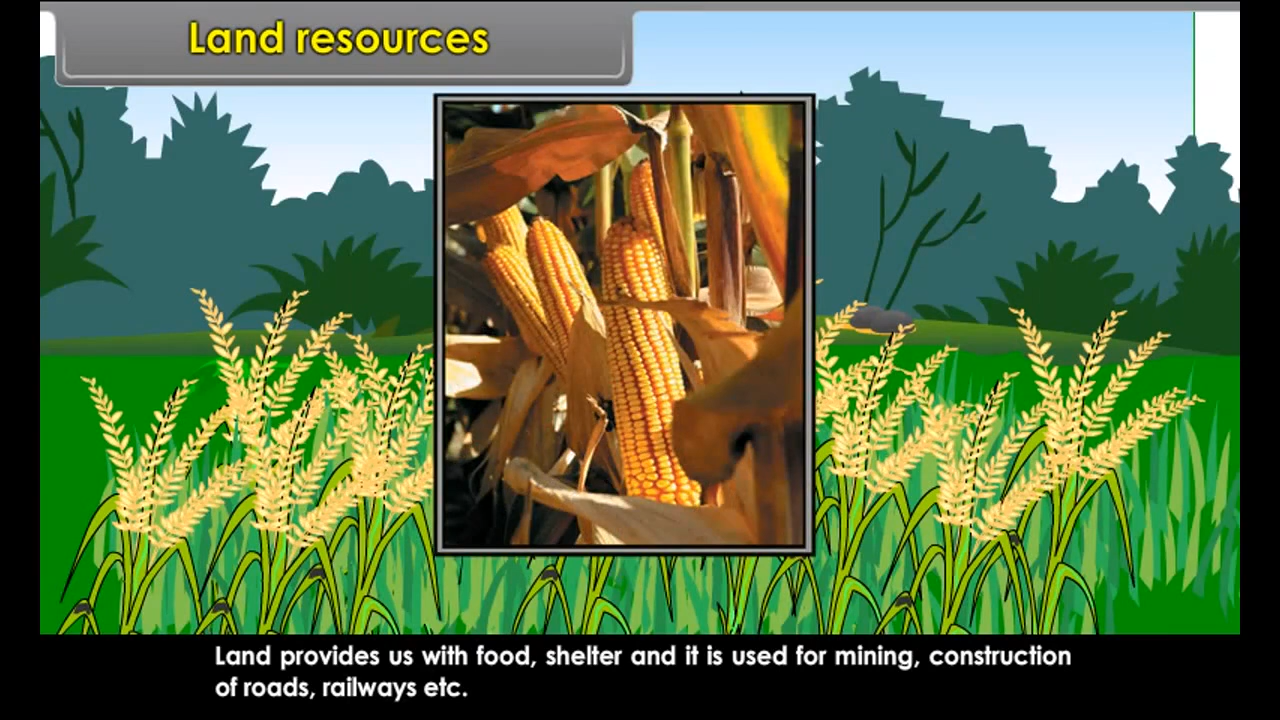 Land resources
Land provides us with food, shelter and it is used for mining, construction
of roads, railways etc.